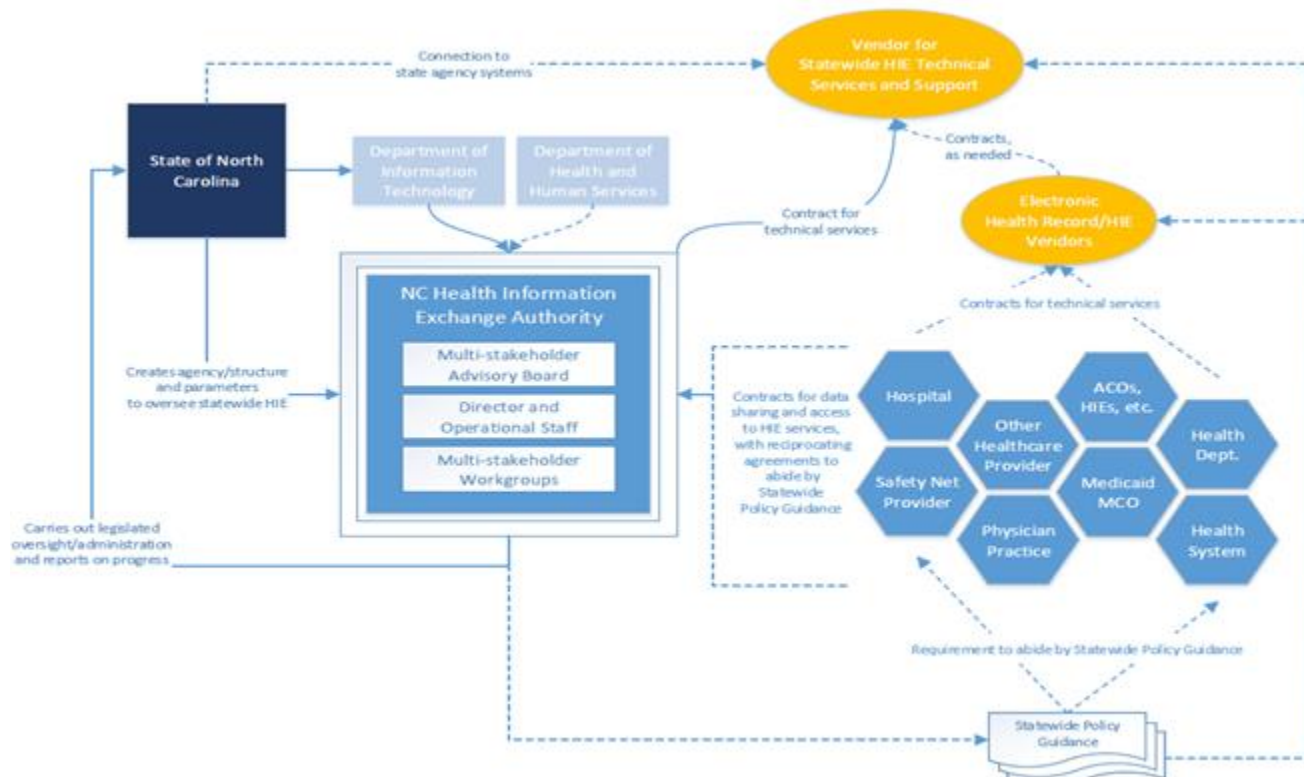 Vendor for
Statewide HIE Technical
Services and Support
Connection to
state agency systems
State of North
Carolina
Department of
Information
Technology
Department of
Health and
Human Services
Contracts,
as needed
Electronic
Health Record/HIE
Vendors
Contract for
technical services
NC Health Information
Exchange Authority
Multi-stakeholder
Advisory Board
Director and
Operational Staff
Multi-stakeholder
Workgroups
Contracts for technical services
Creates agency/structure
and parameters
to oversee statewide HIE
Contracts for data
sharing and access
to HIE services,
with reciprocating
agreements to
abide by
Statewide
Policy Guidance
Hospital
ACOs,
HIEs, etc.
Other
Healthcare
Provider
Health
Dept.
Safety Net
Provider
Medicaid
MCO
Physician
Practice
Health
System
Carries out legislated
oversight/administration
and reports on progress
Requirement to abide by Statewide Policy Guidance
Statewide Policy
Guidance